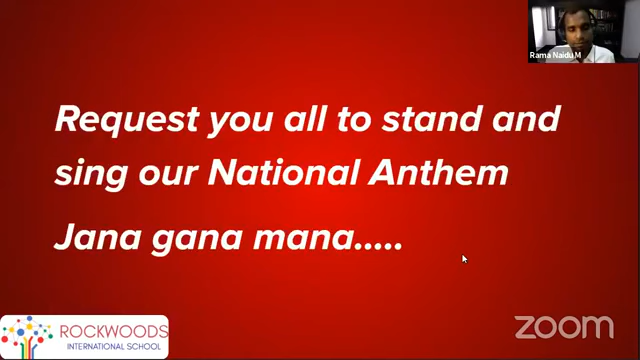 Rama Naidu M
Request you all to stand and
sing our National Anthem
Jana gana mana.....
ROCKWOODS
INTERNATIONAL SCHOOL
zoom